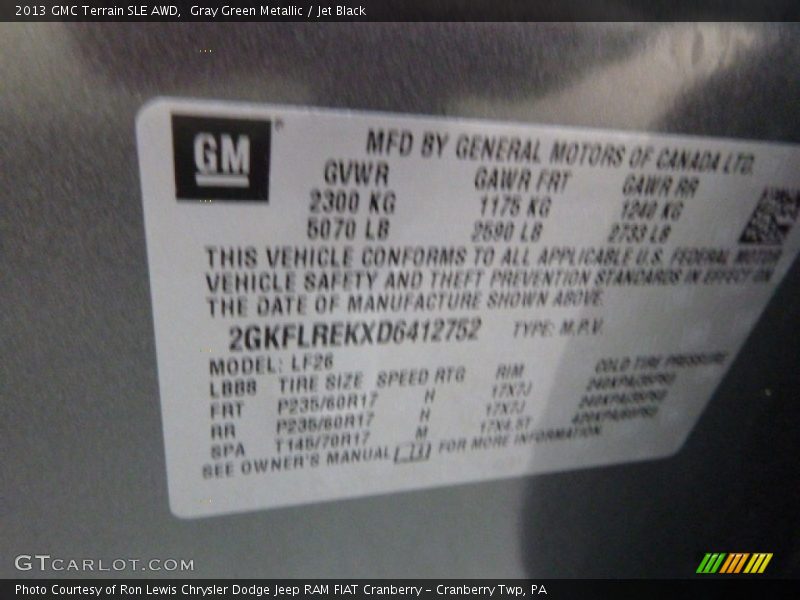 2013 GMC Terrain SLE AWD,  Gray Green Metallic / Jet Black
GM
MFD BY GENERAL MOTORS OF CANADA LTD.
GVWR GAWR FRT GAWR RR
2300 KG 1175 KG 1240 KG
5070 LB 2590 LB 2733 LB
THIS VEHICLE CONFORMS TO ALL APPLICABLE U.S. FEDERAL MOTOR
VEHICLE SAFETY AND THEFT PREVENTION STANDARDS IN EFFECT ON
THE DATE OF MANUFACTURE SHOWN ABOVE.
2GKFLREKXD6412752 TYPE: M.P.V.
MODEL: LF26
TIRE SIZE SPEED RTG RIM COLD TIRE PRESSURE
FRT P235/60R17 H 17X7J
RR P235/60R17 H 17X7J
SPA T145/70R17 M
SEE OWNER'S MANUAL FOR MORE INFORMATION.
GTCARLOT.COM
Photo Courtesy of Ron Lewis Chrysler Dodge Jeep RAM FIAT Cranberry – Cranberry Twp, PA